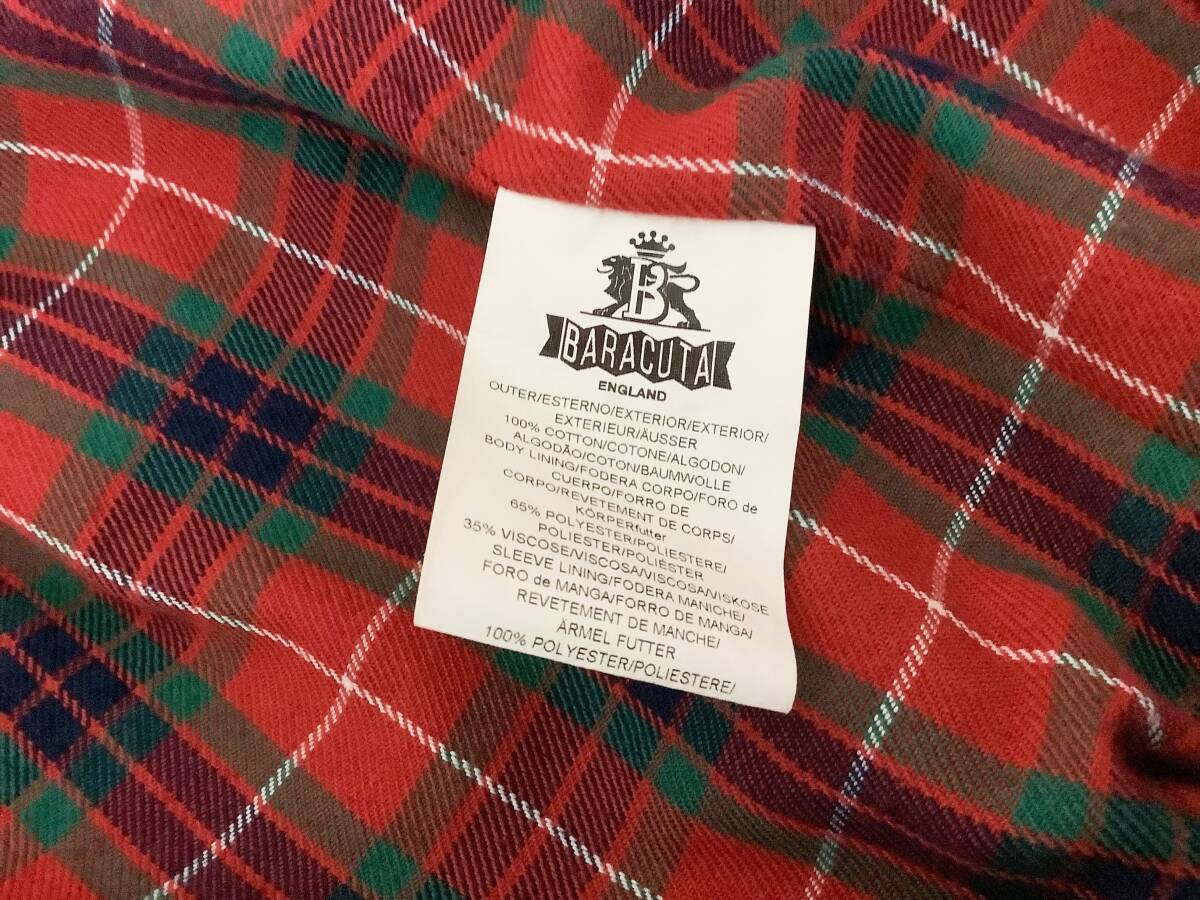 B
BARACUTA
ENGLAND
OUTER/ESTERNO/EXTERIOR/EXTERIOR/
EXTERIEUR/ÄUSSER
100% COTTON/COTONE/ALGODON/
ALGODÃO/COTON/BAUMWOLLE
BODY LINING/FODERA CORPO/FORO de
CUERPO/FORRO DE
CORPO/REVETEMENT DE CORPS/
KÖRPERfutter
65% POLYESTER/POLIESTERE/
POLIESTER/POLIÉSTER
35% VISCOSE/VISCOSA/VISCOSA/VISKOSE
SLEEVE LINING/FODERA MANICHE/
FORO de MANGA/FORRO DE MANGA/
REVETEMENT DE MANCHE/
ÄRMEL FUTTER
100% POLYESTER/POLIESTERE/